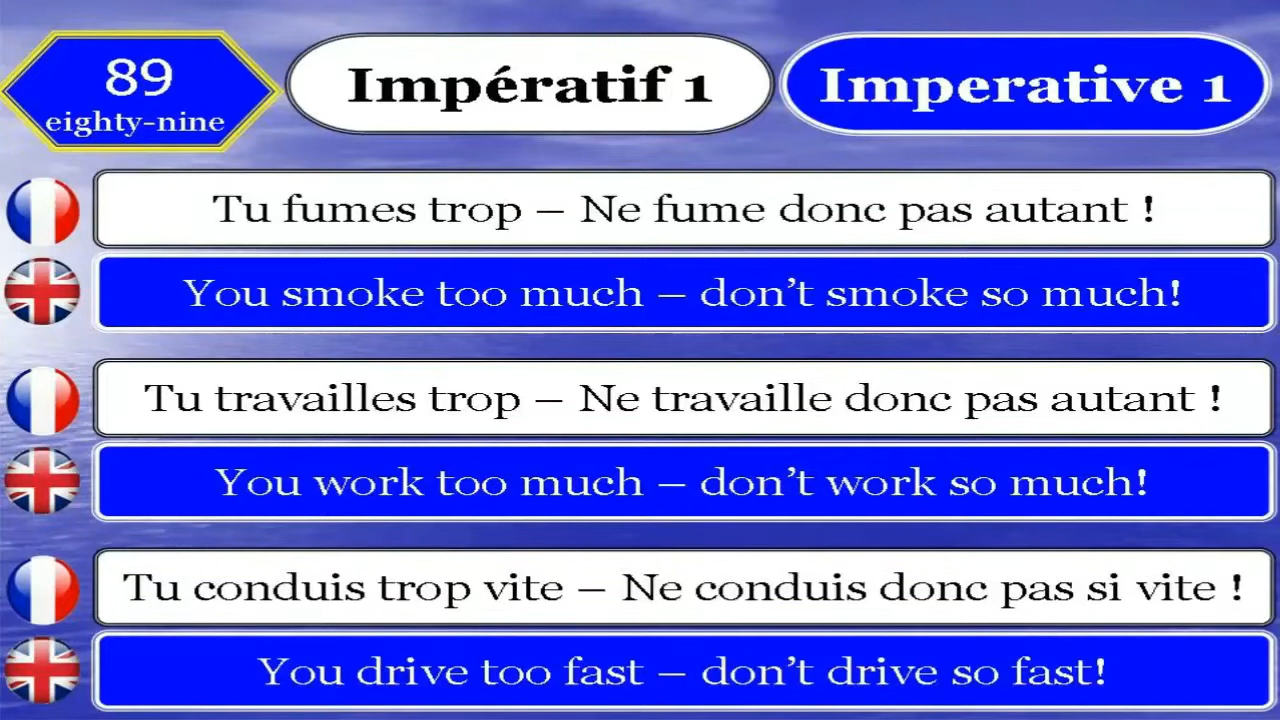 89
eighty-nine
Impératif 1
Imperative 1
Tu fumes trop – Ne fume donc pas autant !
You smoke too much – don’t smoke so much!
Tu travailles trop – Ne travaille donc pas autant !
You work too much – don’t work so much!
Tu conduis trop vite – Ne conduis donc pas si vite !
You drive too fast – don’t drive so fast!